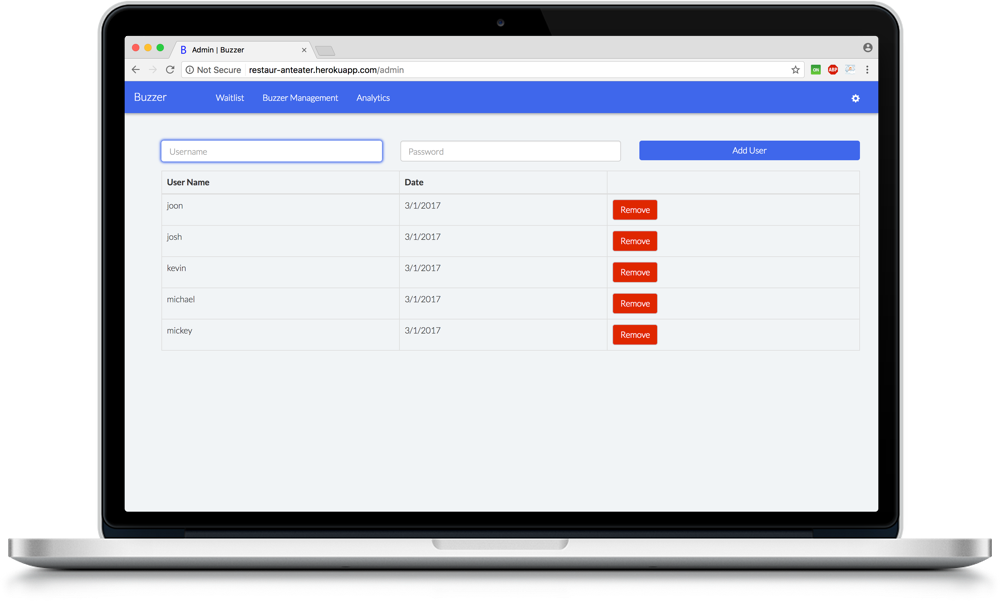 B Admin | Buzzer ×
Not Secure restaur-anteater.herokuapp.com/admin ABP
Buzzer Waitlist Buzzer Management Analytics
Username Password Add User
User Name Date
joon 3/1/2017 Remove
josh 3/1/2017 Remove
kevin 3/1/2017 Remove
michael 3/1/2017 Remove
mickey 3/1/2017 Remove